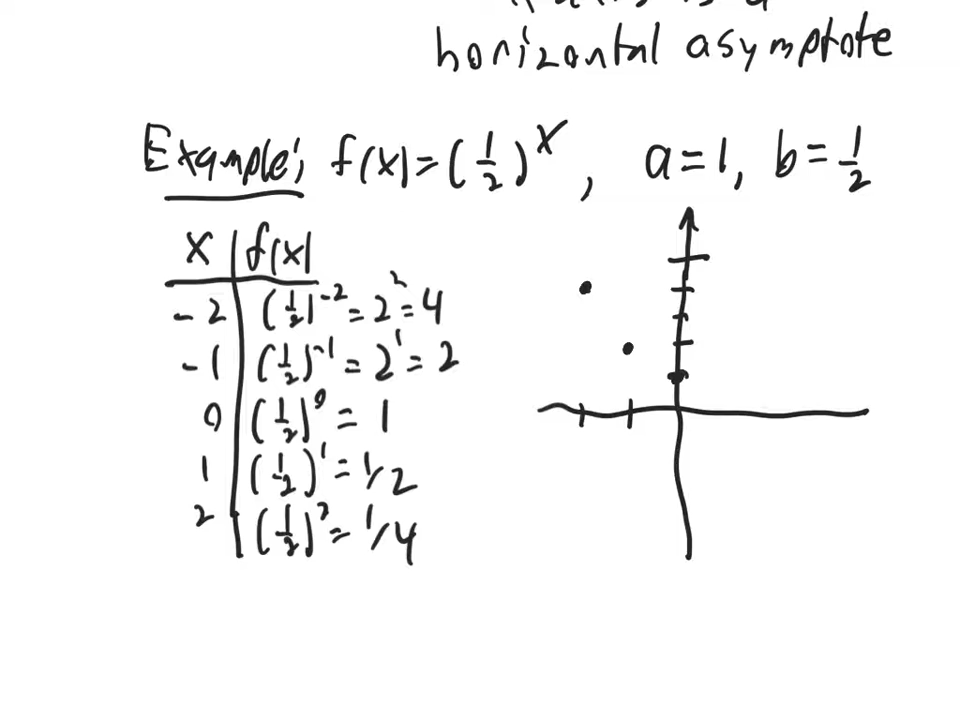 horizontal asymptote
Example; f(x)=(1/2)^x, a=1, b=1/2
x | f(x)
-2 (1/2)^-2 = 2^2 = 4
-1 (1/2)^-1 = 2^1 = 2
0 (1/2)^0 = 1
1 (1/2)^1 = 1/2
2 (1/2)^2 = 1/4